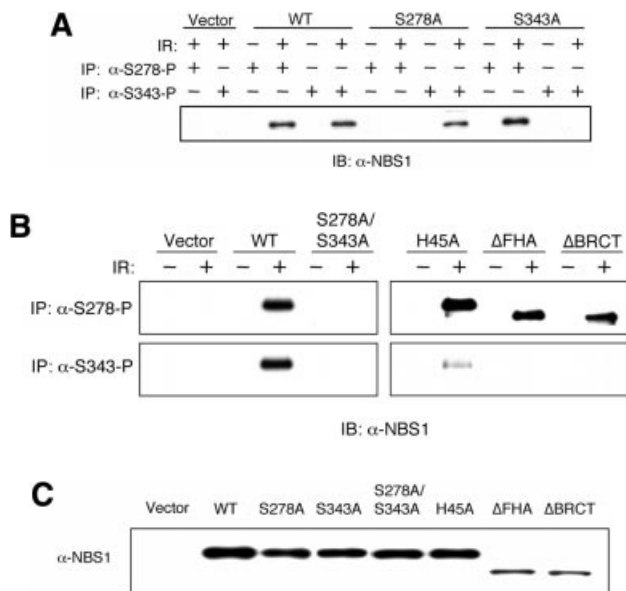 A
Vector WT S278A S343A
IR: + + − + − + − + − + − + − +
IP: α-S278-P + − + + − − + + − − + + − −
IP: α-S343-P − + − − + + − − + + − − + +
IB: α-NBS1
B
Vector WT S278A/ S343A H45A ΔFHA ΔBRCT
IR: − + − + − + − + − + − +
IP: α-S278-P
IP: α-S343-P
IB: α-NBS1
C
Vector WT S278A S343A S278A/ S343A H45A ΔFHA ΔBRCT
α-NBS1